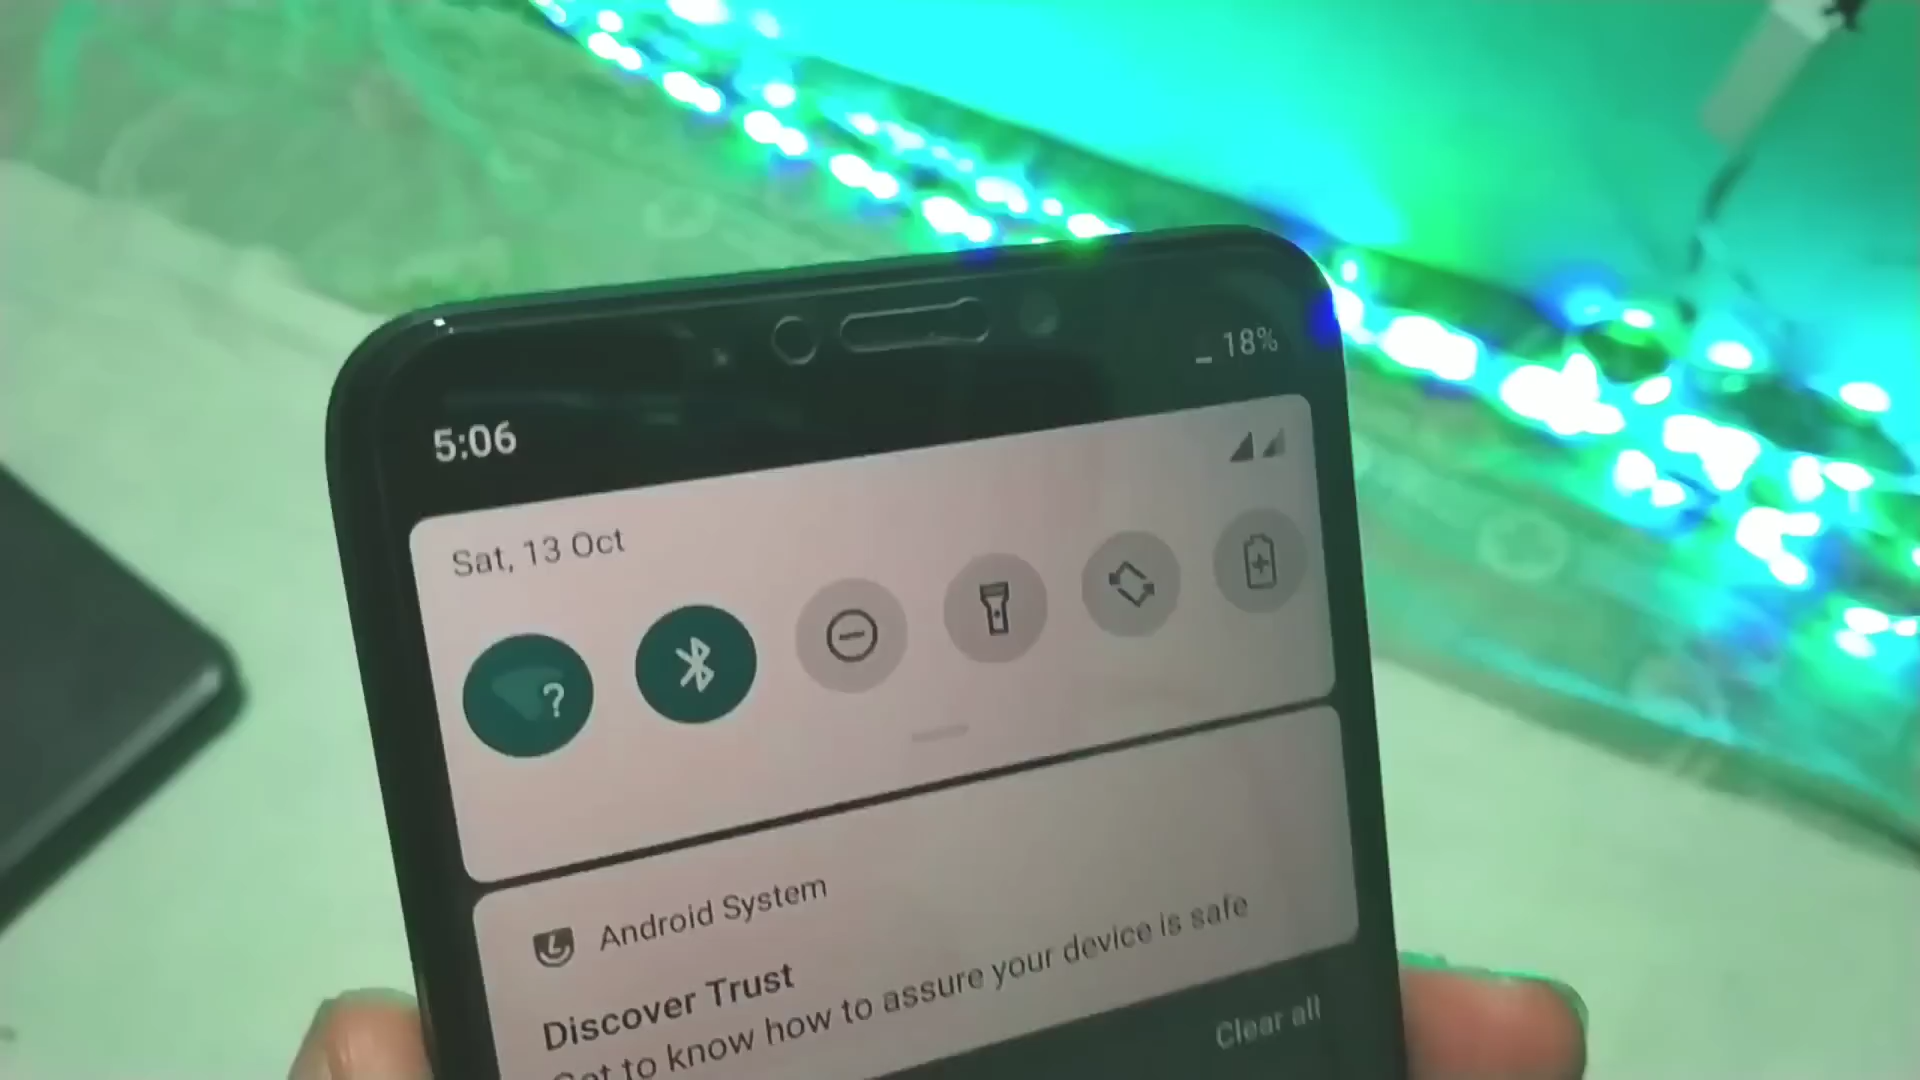 18%
5:06
Sat, 13 Oct
?
Android System
Discover Trust
Get to know how to assure your device is safe
Clear all